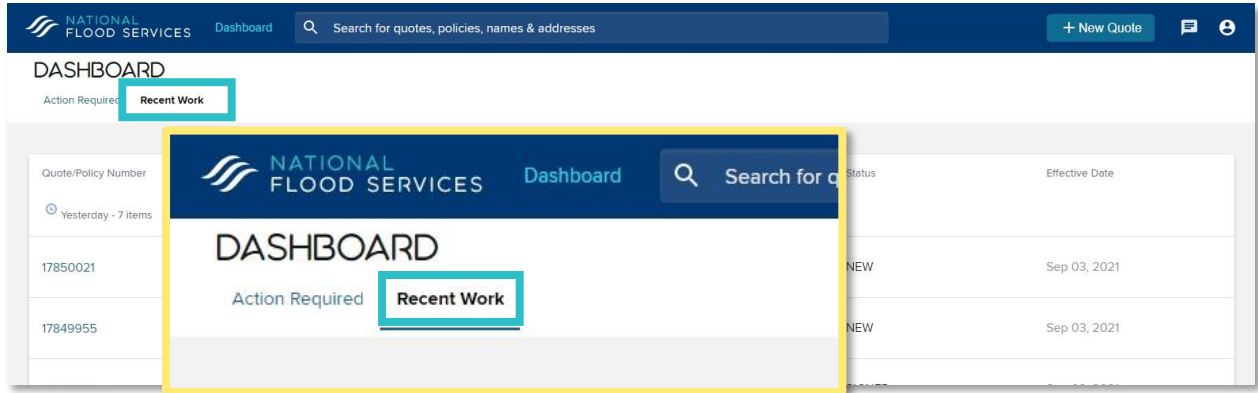 NATIONAL
FLOOD SERVICES
Dashboard
Search for quotes, policies, names & addresses
+ New Quote
DASHBOARD
Action Required
Recent Work
Quote/Policy Number
Status
Effective Date
Yesterday - 7 items
17850021
NEW
Sep 03, 2021
17849955
NEW
Sep 03, 2021
NATIONAL
FLOOD SERVICES
Dashboard
Search for q
DASHBOARD
Action Required
Recent Work